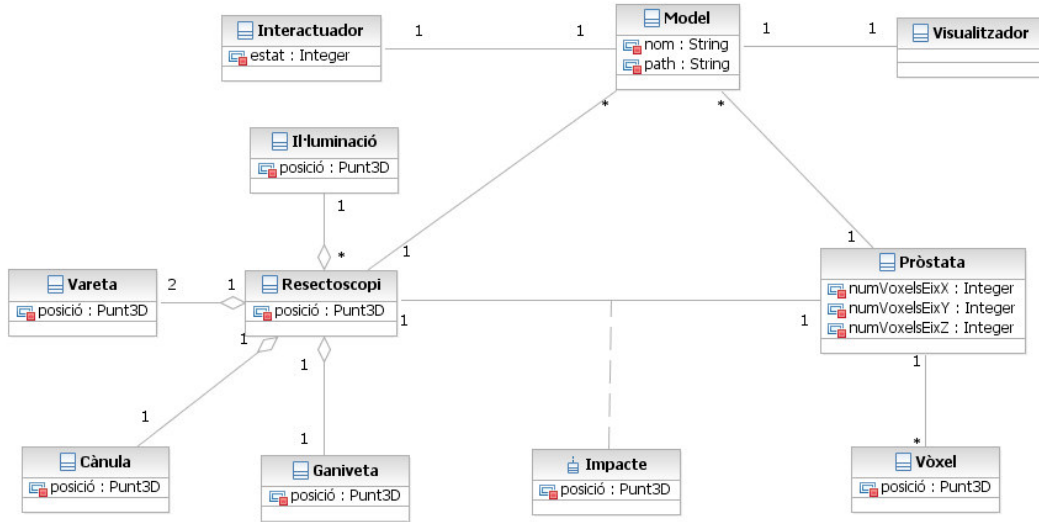 Model
Interactuador
Visualitzador
1
1
1
1
estat : Integer
nom : String
path : String
*
*
Il·luminació
posició : Punt3D
1
*
1
1
Vareta
2
1
Resectoscopi
Pròstata
posició : Punt3D
posició : Punt3D
numVoxelsEixX : Integer
numVoxelsEixY : Integer
numVoxelsEixZ : Integer
1
1
1
1
1
1
1
*
Cànula
Ganiveta
Impacte
Vòxel
posició : Punt3D
posició : Punt3D
posició : Punt3D
posició : Punt3D